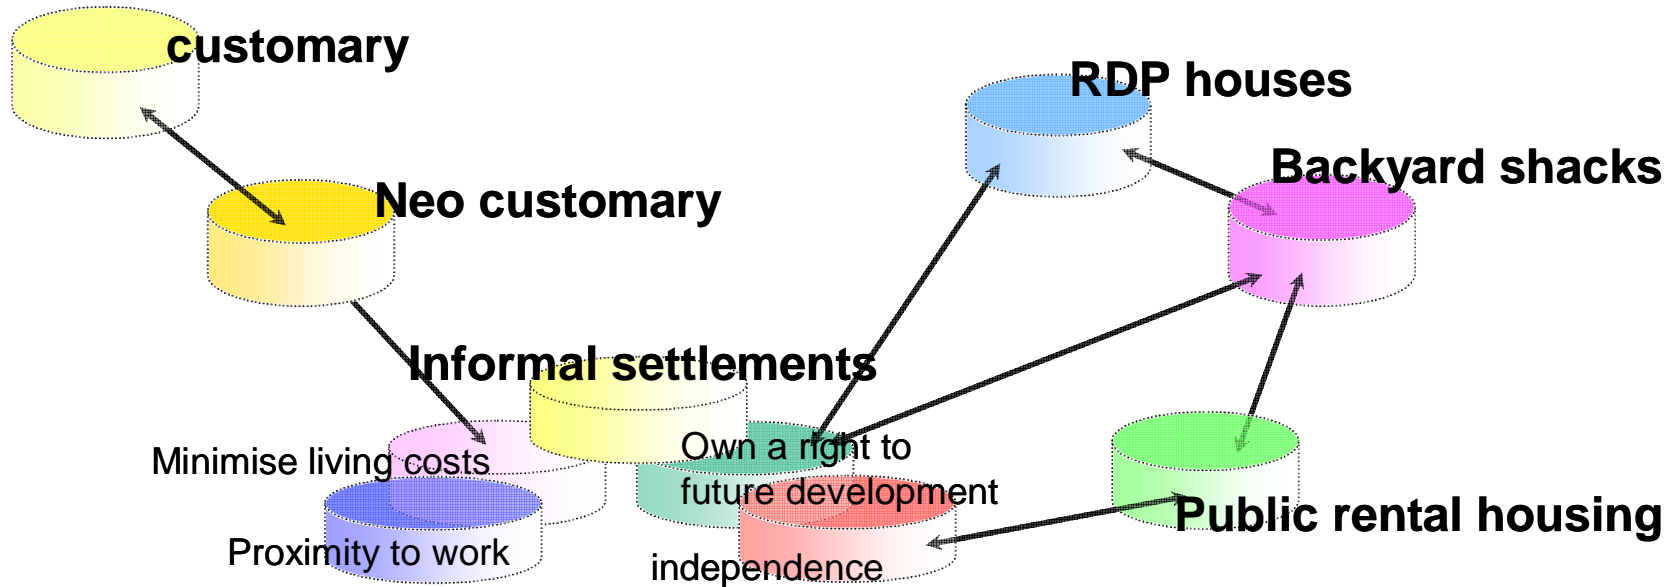 customary
RDP houses
Backyard shacks
Neo customary
Informal settlements
Minimise living costs
Own a right to
future development
Public rental housing
Proximity to work
independence